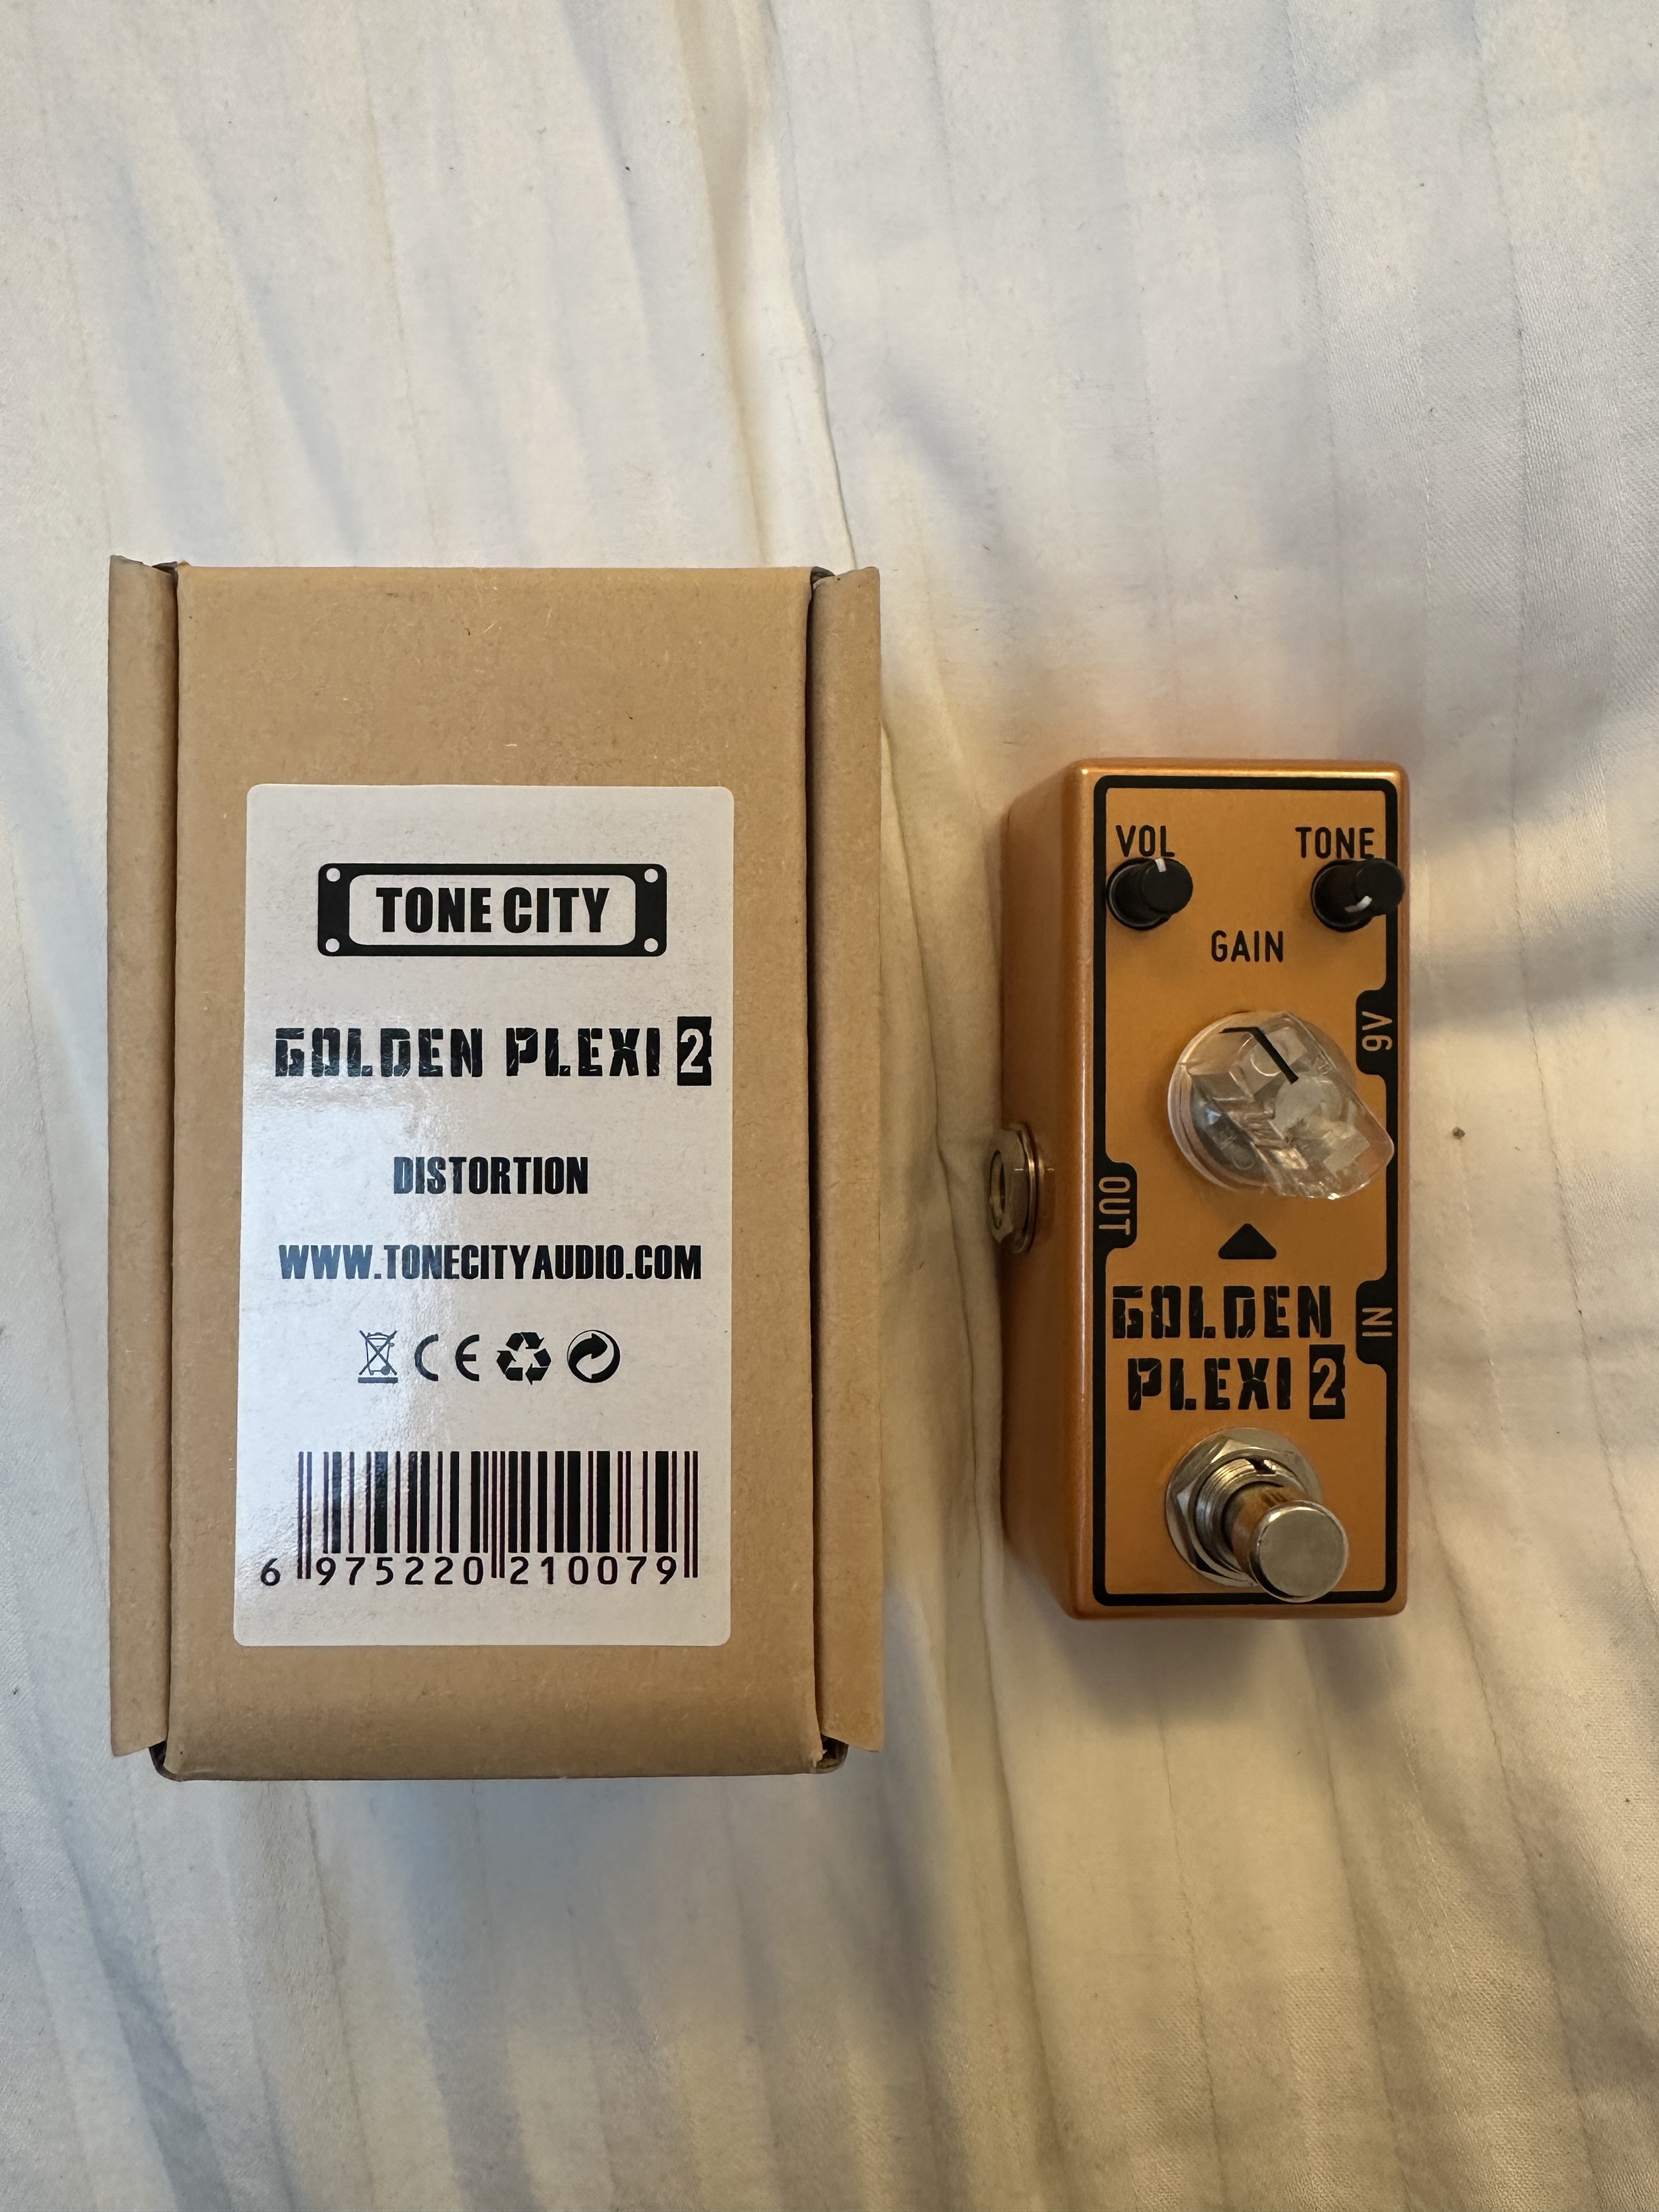 TONE CITY
GOLDEN PLEXI 2
DISTORTION
WWW.TONECITYAUDIO.COM
CE
6 975220 210079
VOL
TONE
GAIN
9V
OUT
IN
GOLDEN
PLEXI 2